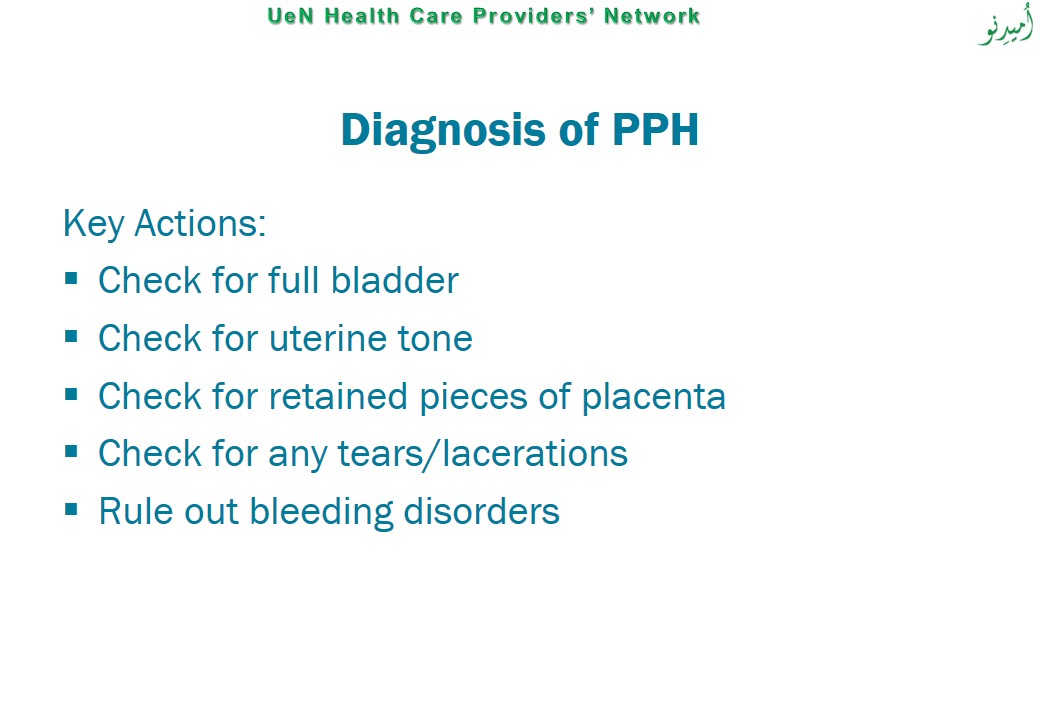 UeN Health Care Providers’ Network
اُميدِنو
Diagnosis of PPH
Key Actions:
▪ Check for full bladder
▪ Check for uterine tone
▪ Check for retained pieces of placenta
▪ Check for any tears/lacerations
▪ Rule out bleeding disorders